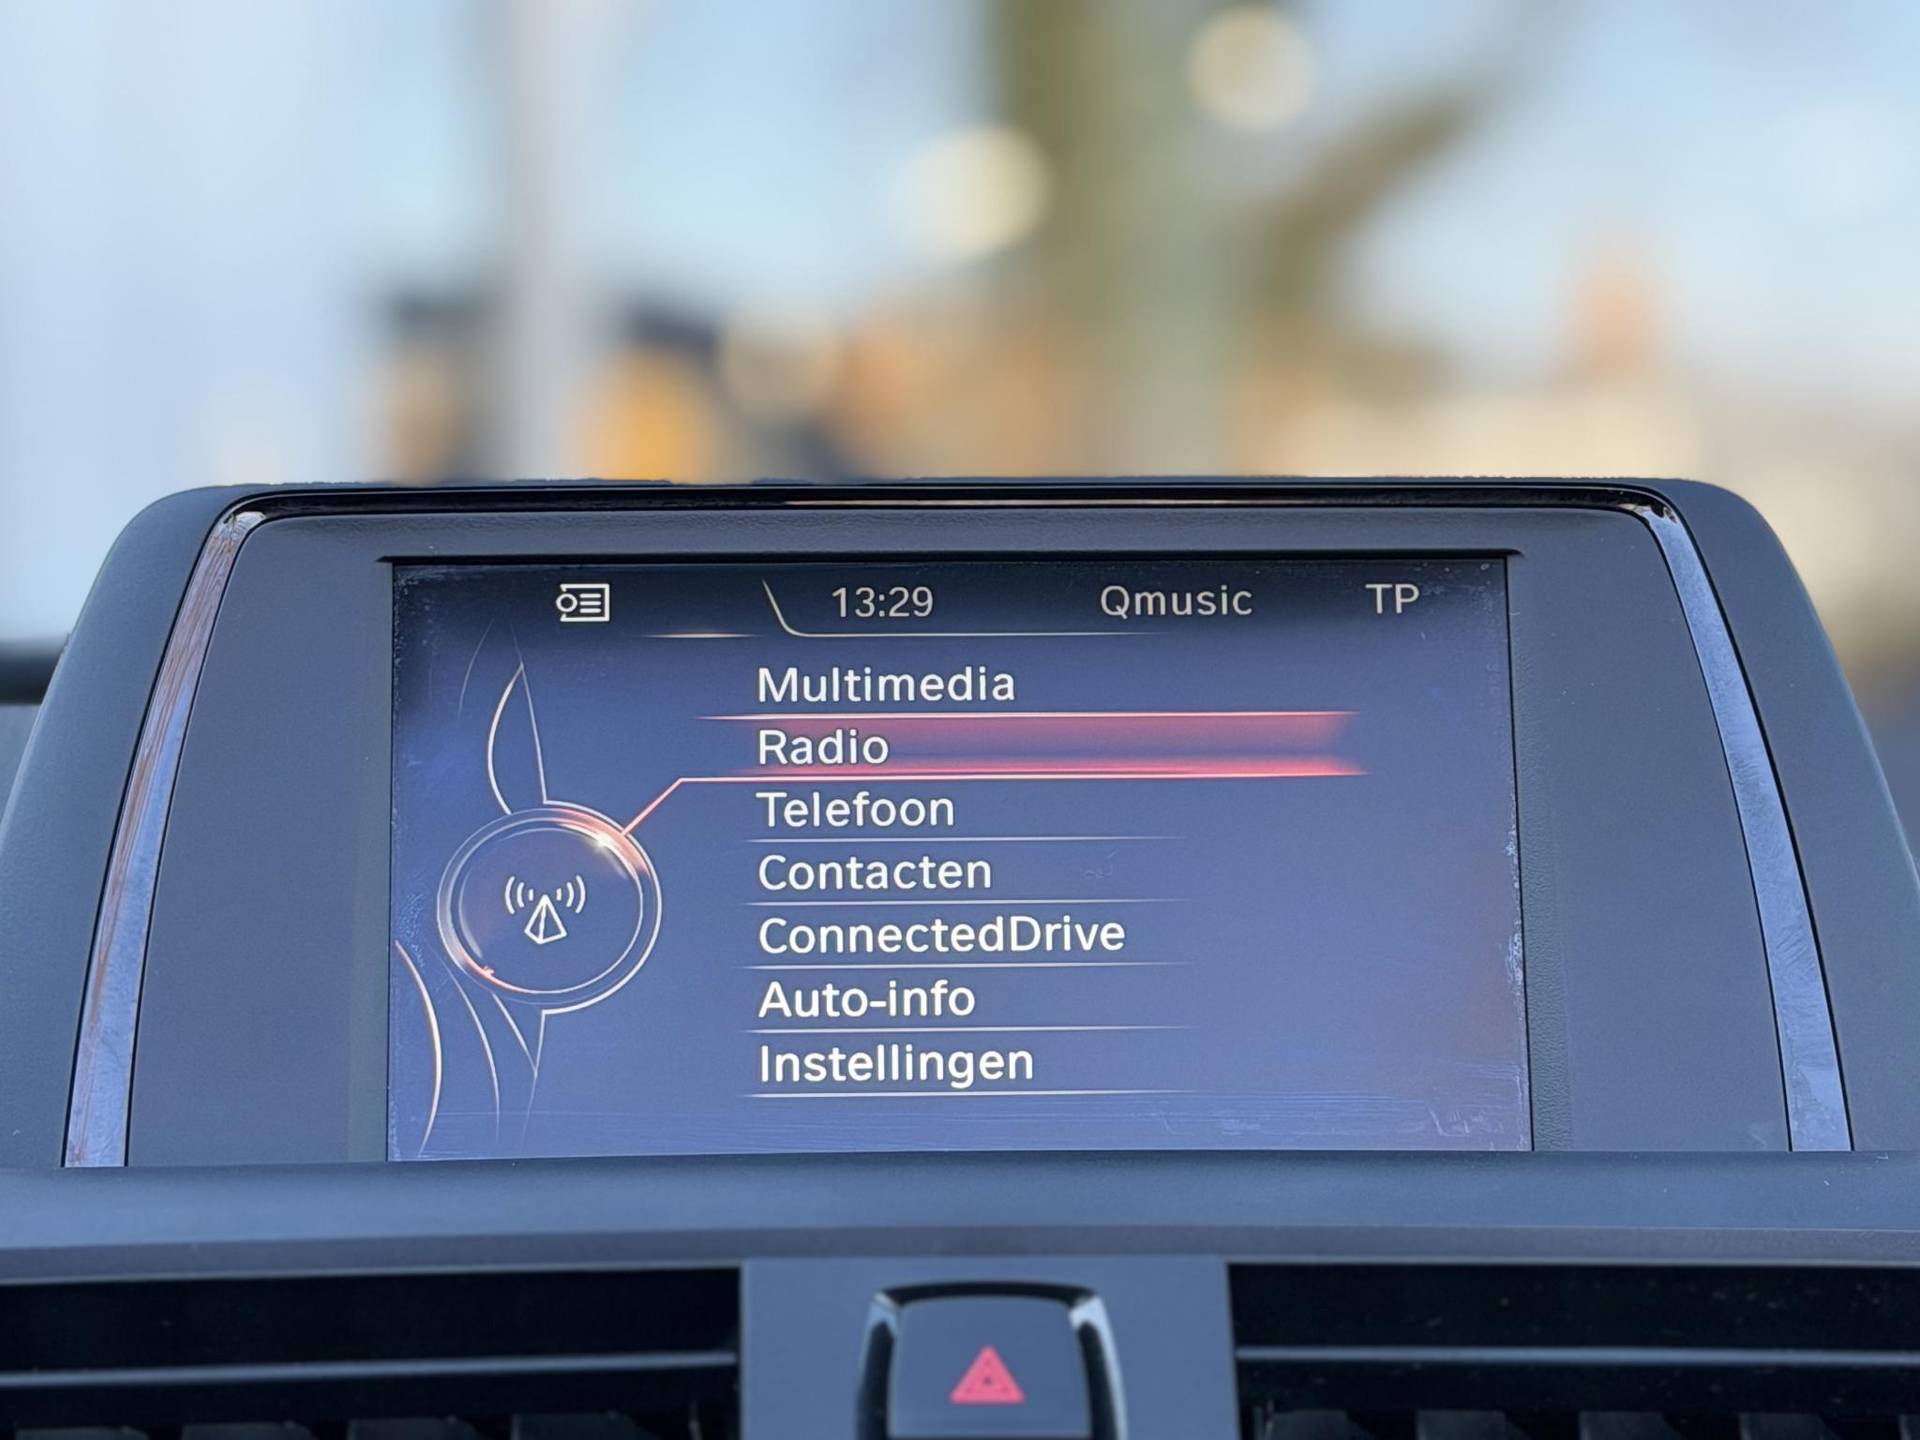 13:29 Qmusic TP
Multimedia
Radio
Telefoon
Contacten
ConnectedDrive
Auto-info
Instellingen